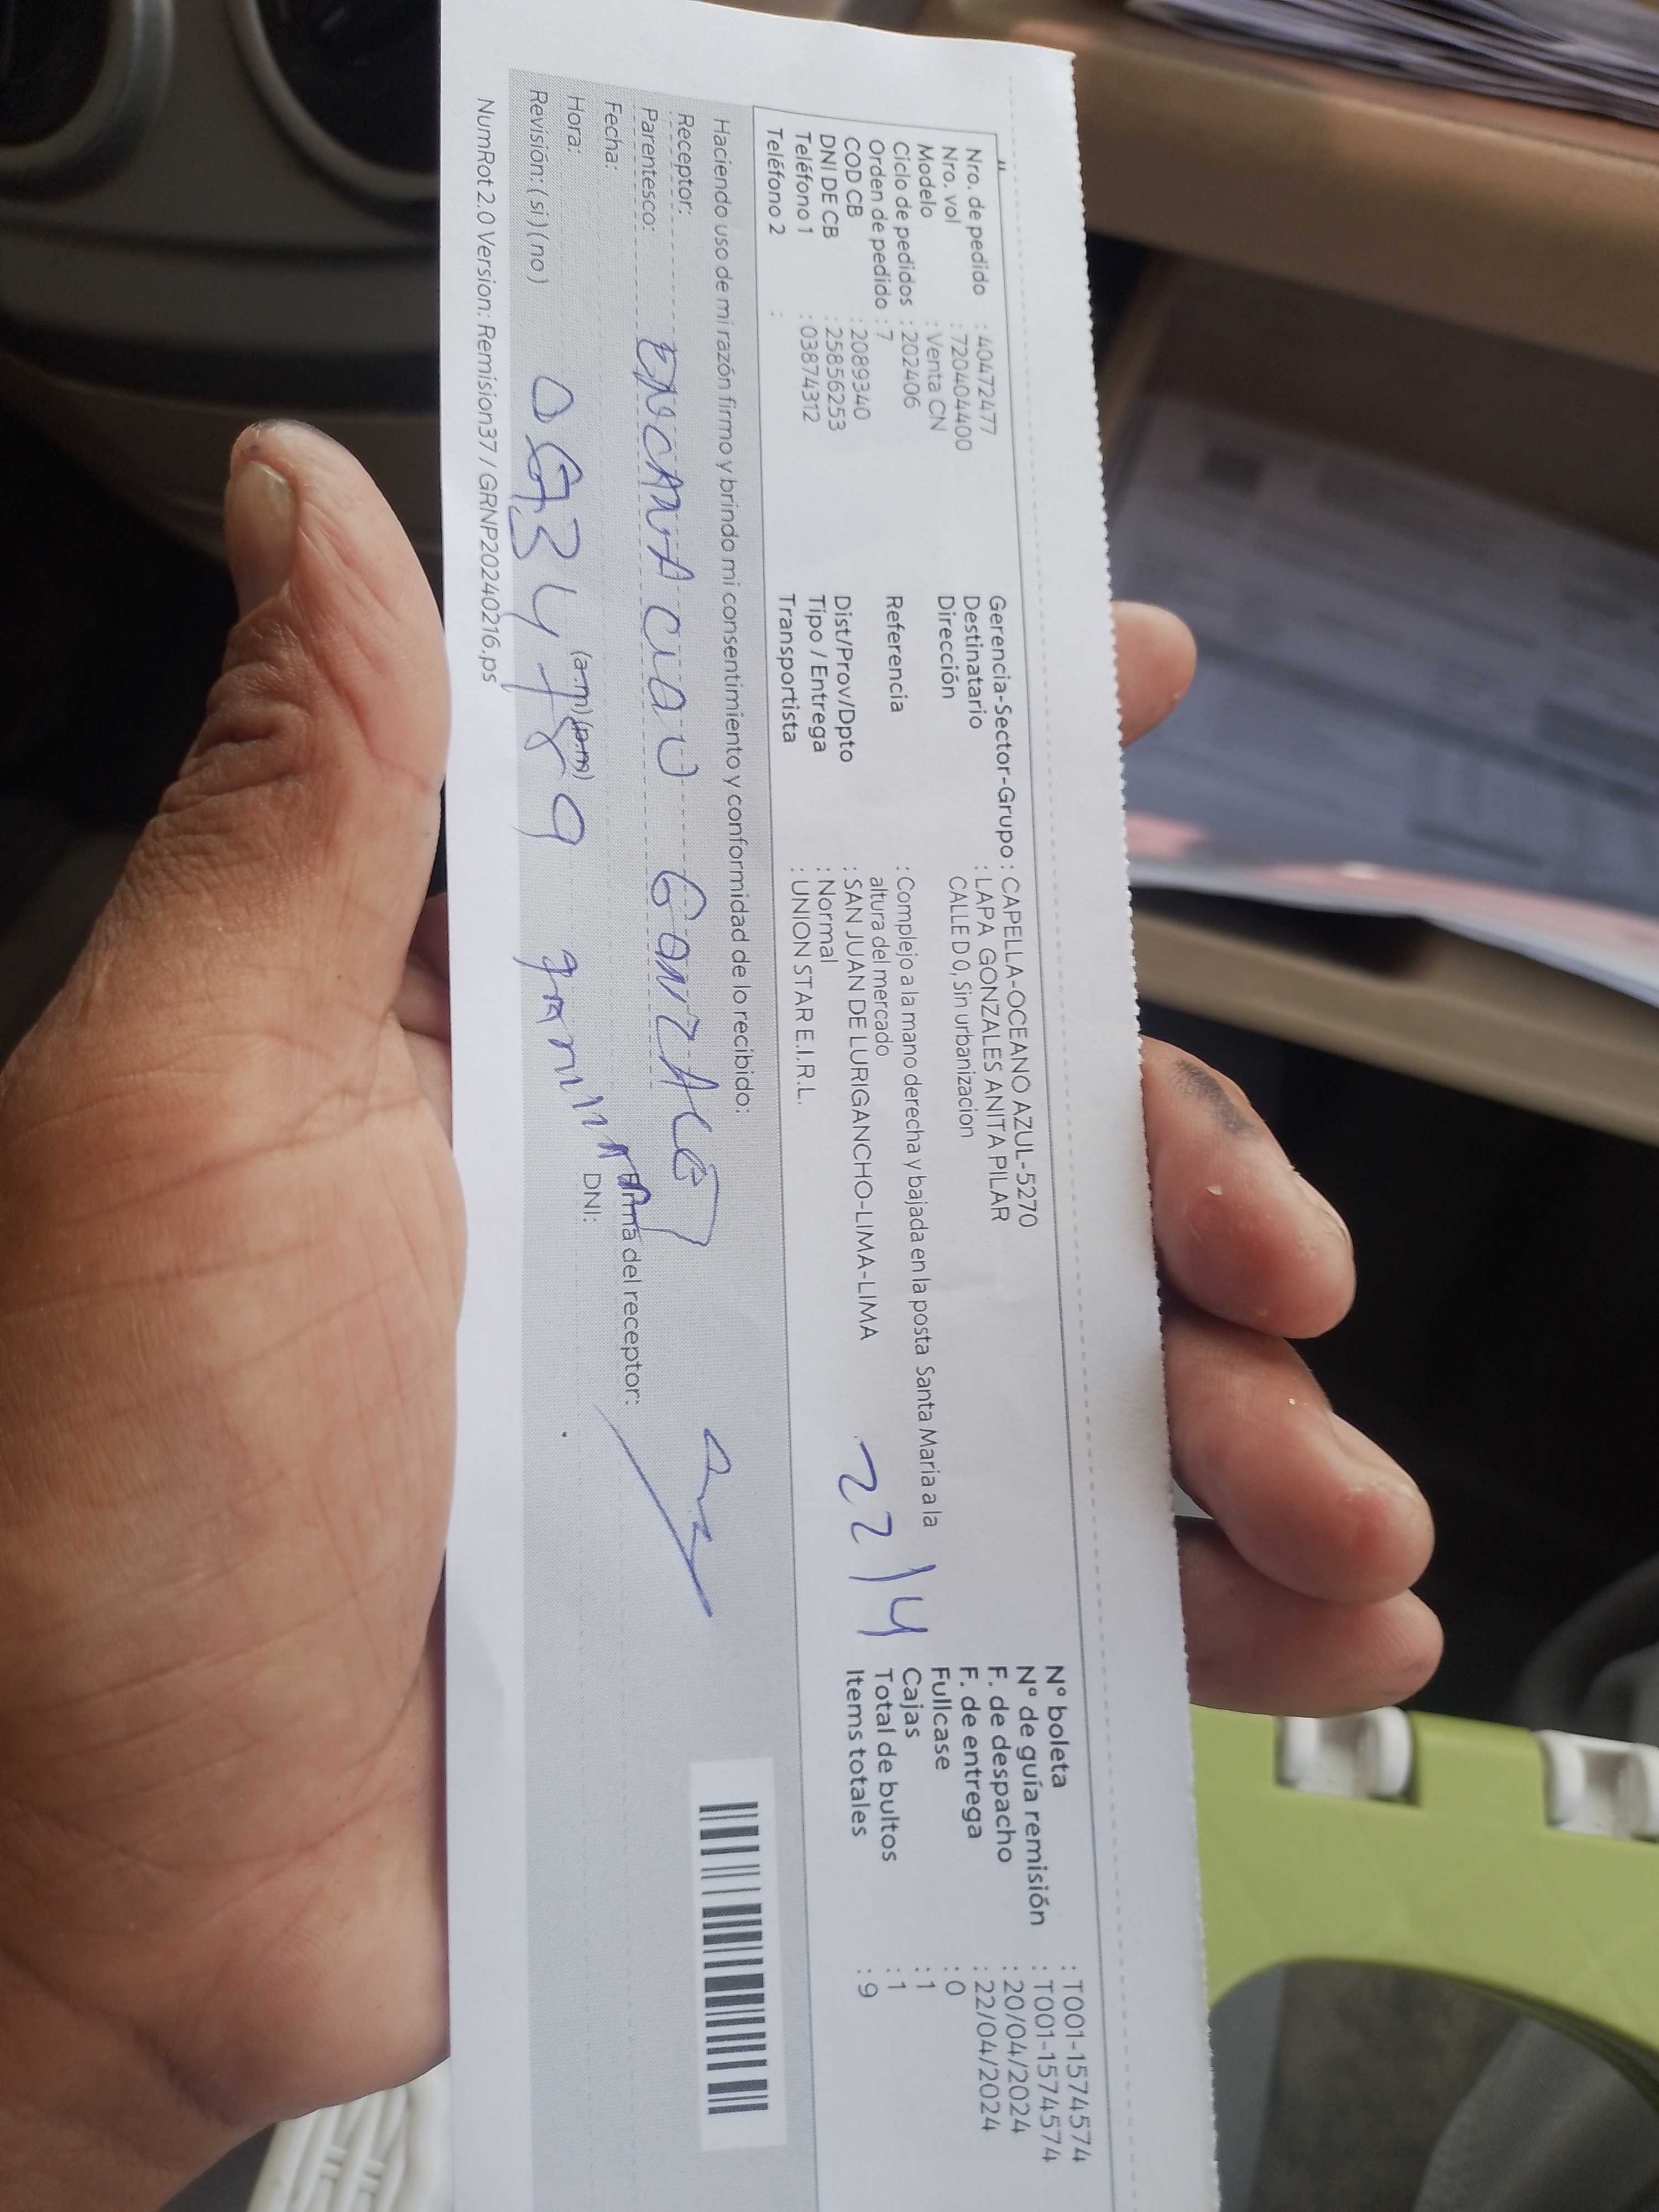 Nro. de pedido : 40472477
Nro. vol : 720404400
Modelo : Venta CN
Ciclo de pedidos : 202406
Orden de pedido : 7
COD CB : 2089340
DNI DE CB : 25856253
Teléfono 1 : 03874312
Teléfono 2 :
Gerencia-Sector-Grupo : CAPELLA-OCEANO AZUL-5270
Destinatario : LAPA GONZALES ANITA PILAR
Dirección CALLE D 0, Sin urbanizacion
Referencia : Complejo a la mano derecha y bajada en la posta Santa Maria a la
altura del mercado
Dist/Prov/Dpto : SAN JUAN DE LURIGANCHO-LIMA-LIMA
Tipo / Entrega : Normal
Transportista : UNION STAR E.I.R.L.
22/4
N° boleta : T001-1574574
N° de guía remisión : T001-1574574
F. de despacho : 20/04/2024
F. de entrega : 22/04/2024
Fullcase : 0
Cajas : 1
Total de bultos : 1
Items totales : 9
Haciendo uso de mi razón firmo y brindo mi consentimiento y conformidad de lo recibido:
Receptor:
Parentesco:
Fecha:
Hora: (a.m) (p.m)
Firma del receptor:
DNI:
Revisión: (si) (no)
NumRot 2.0 Version: Remision37 / GRNP20240216.ps